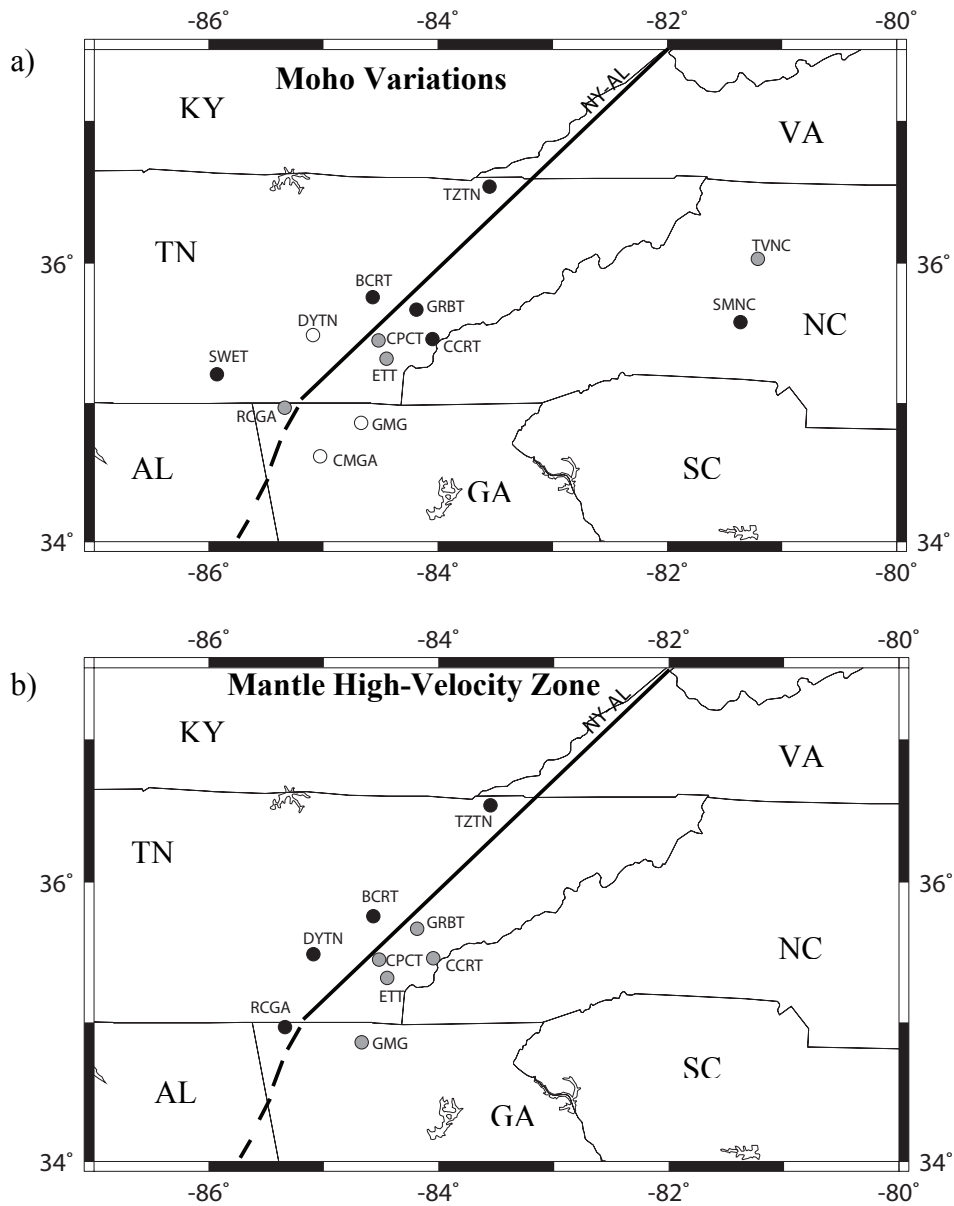 -86˚ -84˚ -82˚ -80˚
a)
Moho Variations
NY-AL
KY
VA
TZTN
TN
TVNC
36˚ 36˚
BCRT
SMNC
GRBT
DYTN
NC
CPCT
CCRT
SWET
ETT
RCGA
GMG
CMGA
AL
SC
GA
34˚ 34˚
-86˚ -84˚ -82˚ -80˚
-86˚ -84˚ -82˚ -80˚
b)
Mantle High-Velocity Zone
NY-AL
KY
VA
TZTN
TN
36˚ 36˚
BCRT
GRBT
DYTN
NC
CPCT
CCRT
ETT
RCGA
GMG
SC
AL
GA
34˚ 34˚
-86˚ -84˚ -82˚ -80˚